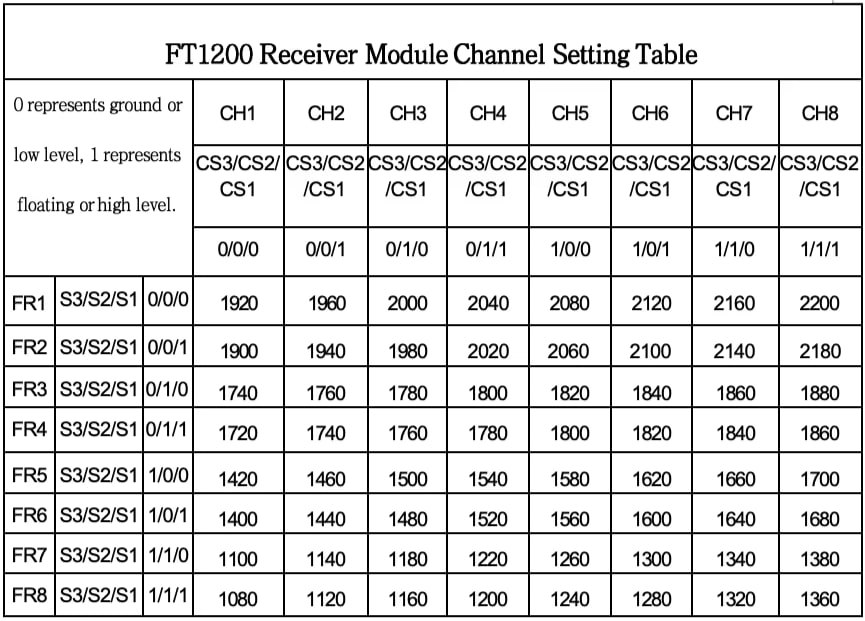 FT1200 Receiver Module Channel Setting Table
0 represents ground or
low level, 1 represents
floating or high level.
CH1 CH2 CH3 CH4 CH5 CH6 CH7 CH8
CS3/CS2/ CS3/CS2 CS3/CS2 CS3/CS2 CS3/CS2 CS3/CS2 CS3/CS2/ CS3/CS2
CS1 /CS1 /CS1 /CS1 /CS1 /CS1 CS1 /CS1
0/0/0 0/0/1 0/1/0 0/1/1 1/0/0 1/0/1 1/1/0 1/1/1
FR1 S3/S2/S1 0/0/0 1920 1960 2000 2040 2080 2120 2160 2200
FR2 S3/S2/S1 0/0/1 1900 1940 1980 2020 2060 2100 2140 2180
FR3 S3/S2/S1 0/1/0 1740 1760 1780 1800 1820 1840 1860 1880
FR4 S3/S2/S1 0/1/1 1720 1740 1760 1780 1800 1820 1840 1860
FR5 S3/S2/S1 1/0/0 1420 1460 1500 1540 1580 1620 1660 1700
FR6 S3/S2/S1 1/0/1 1400 1440 1480 1520 1560 1600 1640 1680
FR7 S3/S2/S1 1/1/0 1100 1140 1180 1220 1260 1300 1340 1380
FR8 S3/S2/S1 1/1/1 1080 1120 1160 1200 1240 1280 1320 1360